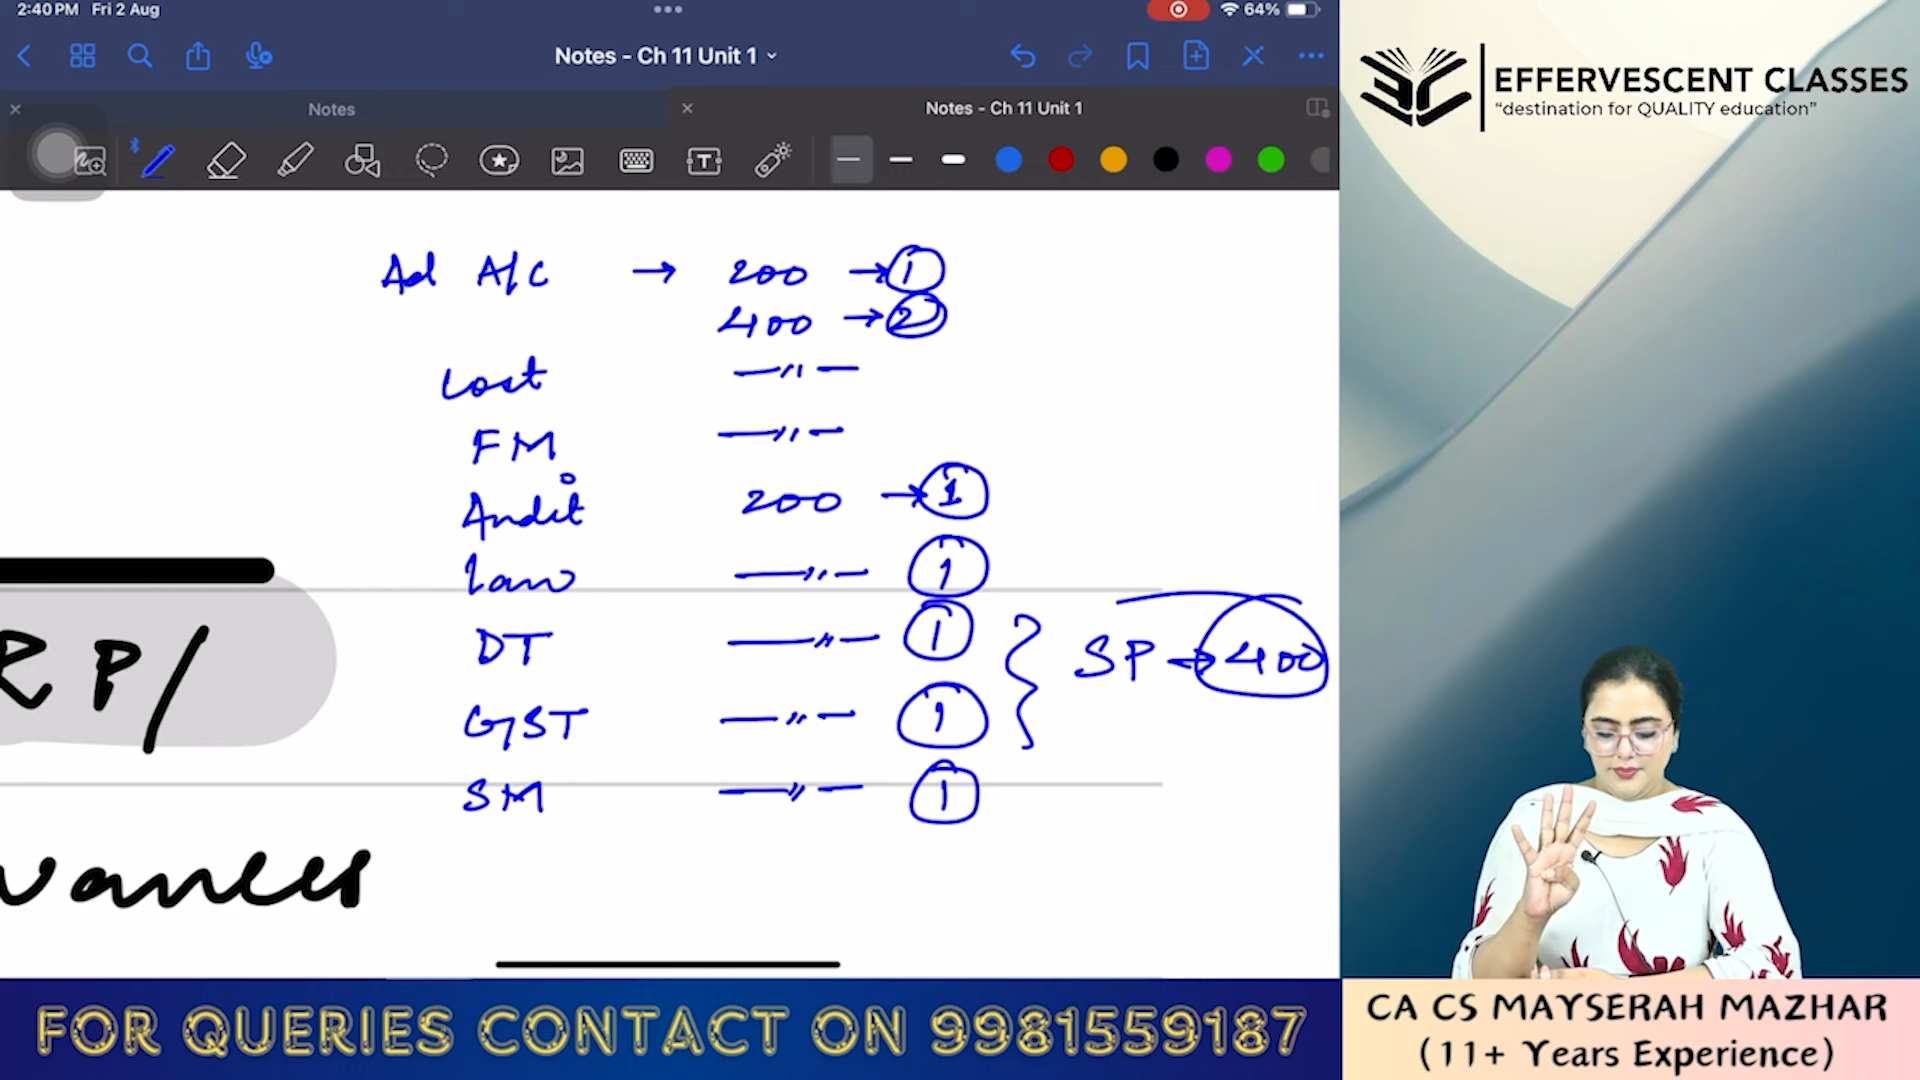 2:40 PM Fri 2 Aug
64%
Notes - Ch 11 Unit 1
Notes
Notes - Ch 11 Unit 1
EFFERVESCENT CLASSES
"destination for QUALITY education"
Ad A/C → 200 → 1
400 → 2
Cost —"—
FM —"—
Audit 200 → 1
Law —"— 1
DT —"— 1
SP → 400
GST —"— 1
SM —"— 1
RP/
vances
FOR QUERIES CONTACT ON 9981559187
CA CS MAYSERAH MAZHAR
(11+ Years Experience)